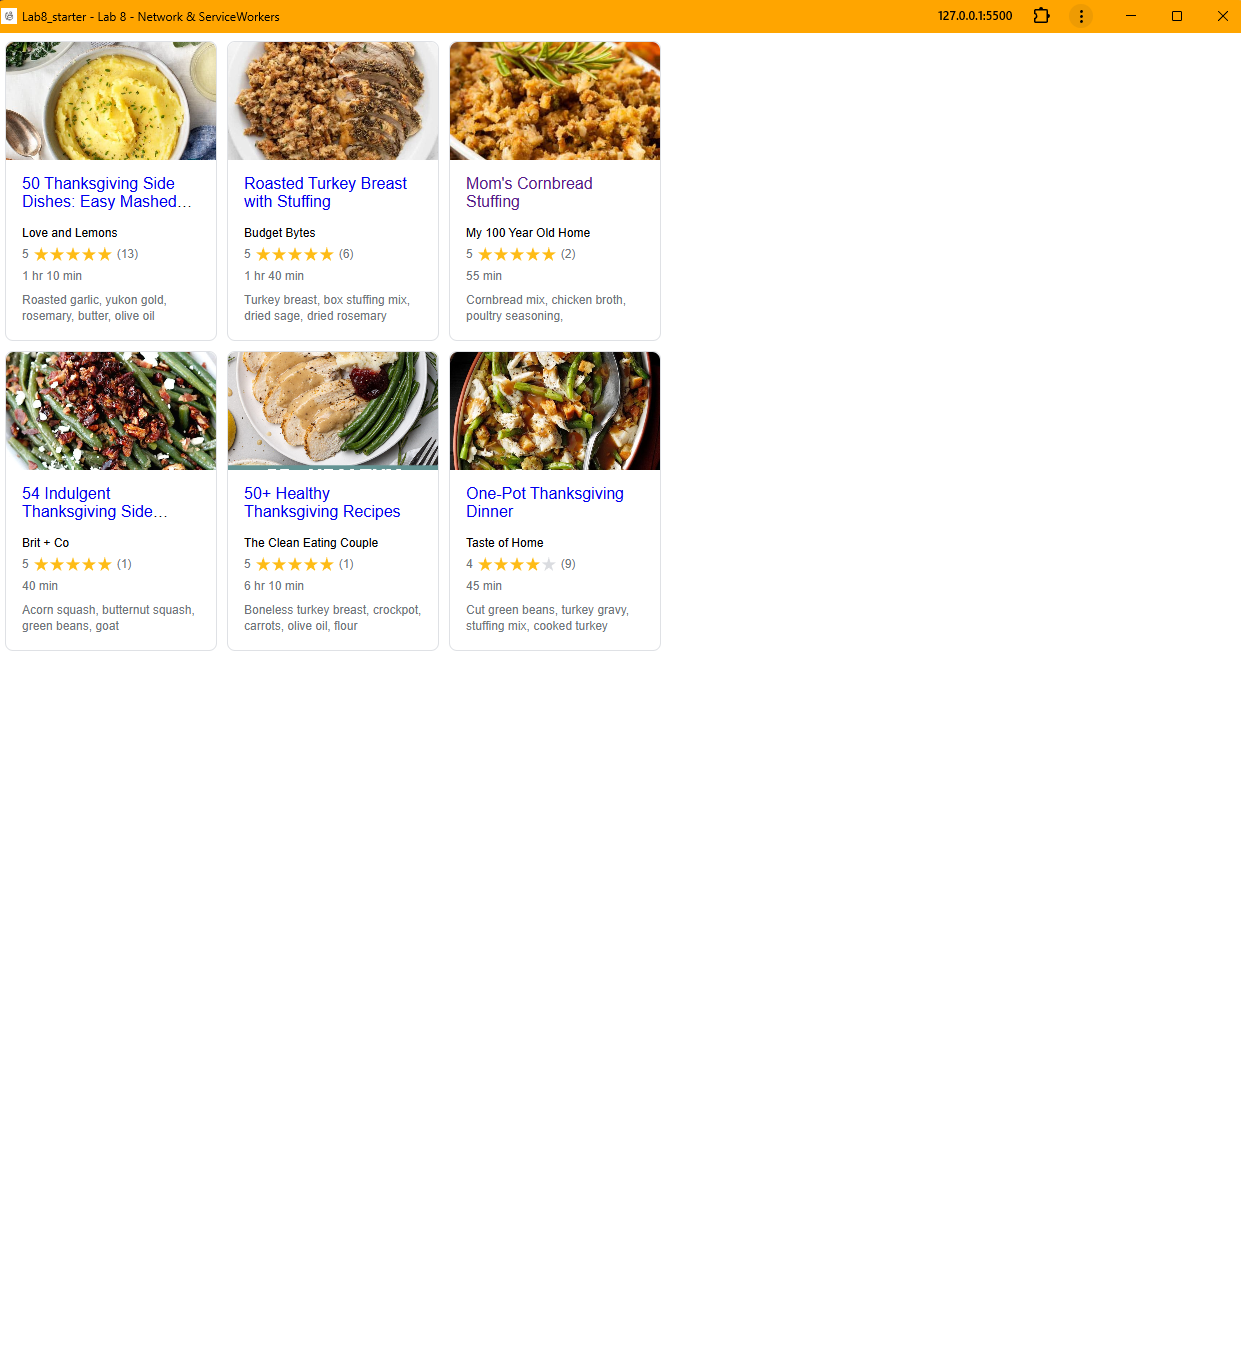 Lab8_starter - Lab 8 - Network & ServiceWorkers
127.0.0.1:5500
50 Thanksgiving Side
Dishes: Easy Mashed…
Love and Lemons
5 ★★★★★ (13)
1 hr 10 min
Roasted garlic, yukon gold,
rosemary, butter, olive oil
Roasted Turkey Breast
with Stuffing
Budget Bytes
5 ★★★★★ (6)
1 hr 40 min
Turkey breast, box stuffing mix,
dried sage, dried rosemary
Mom's Cornbread
Stuffing
My 100 Year Old Home
5 ★★★★★ (2)
55 min
Cornbread mix, chicken broth,
poultry seasoning,
54 Indulgent
Thanksgiving Side…
Brit + Co
5 ★★★★★ (1)
40 min
Acorn squash, butternut squash,
green beans, goat
50+ Healthy
Thanksgiving Recipes
The Clean Eating Couple
5 ★★★★★ (1)
6 hr 10 min
Boneless turkey breast, crockpot,
carrots, olive oil, flour
One-Pot Thanksgiving
Dinner
Taste of Home
4 ★★★★★ (9)
45 min
Cut green beans, turkey gravy,
stuffing mix, cooked turkey